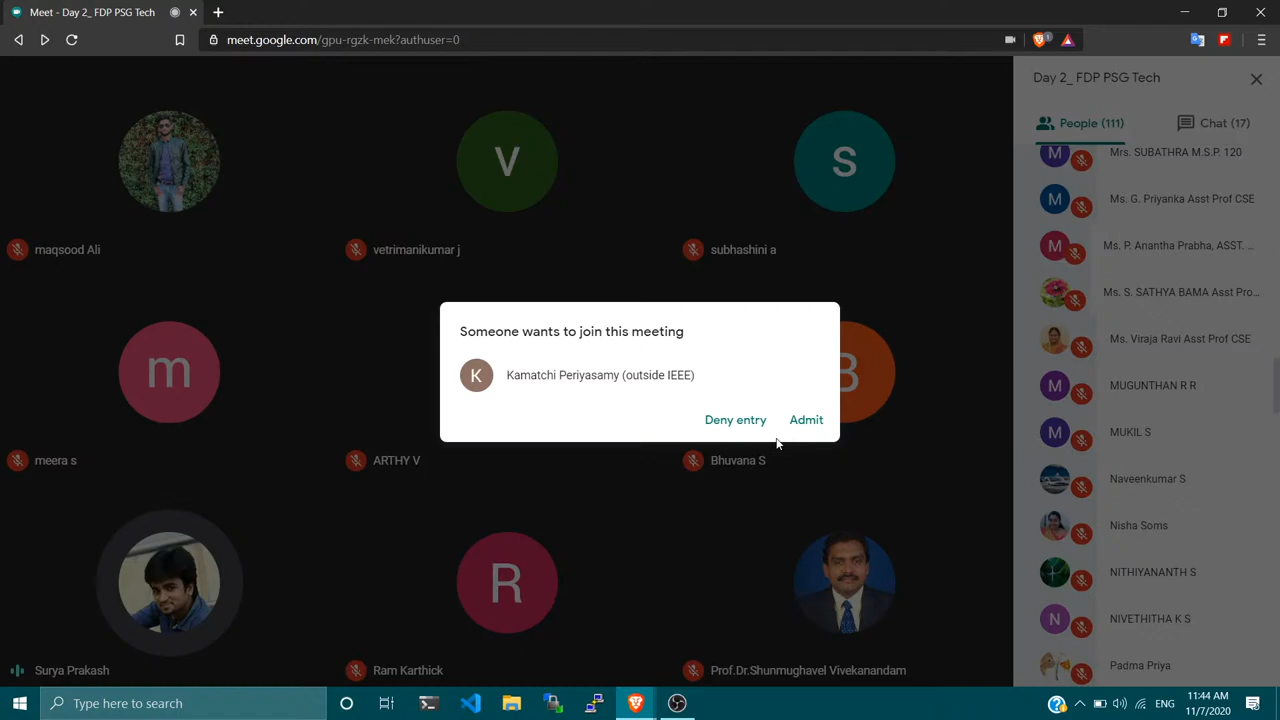 Meet - Day 2_ FDP PSG Tech
meet.google.com/gpu-rgzk-mek?authuser=0
1
maqsood Ali
V
vetrimanikumar j
S
subhashini a
m
meera s
ARTHY V
B
Bhuvana S
Surya Prakash
R
Ram Karthick
Prof.Dr.Shunmughavel Vivekanandam
Someone wants to join this meeting
K
Kamatchi Periyasamy (outside IEEE)
Deny entry
Admit
Day 2_ FDP PSG Tech
People (111)
Chat (17)
M
Mrs. SUBATHRA M.S.P. 120
M
Ms. G. Priyanka Asst Prof CSE
M
Ms. P. Anantha Prabha, ASST. ...
Ms. S. SATHYA BAMA Asst Pro...
Ms. Viraja Ravi Asst Prof CSE
M
MUGUNTHAN R R
M
MUKIL S
Naveenkumar S
Nisha Soms
NITHIYANANTH S
N
NIVETHITHA K S
Padma Priya
Type here to search
ENG
11:44 AM
11/7/2020